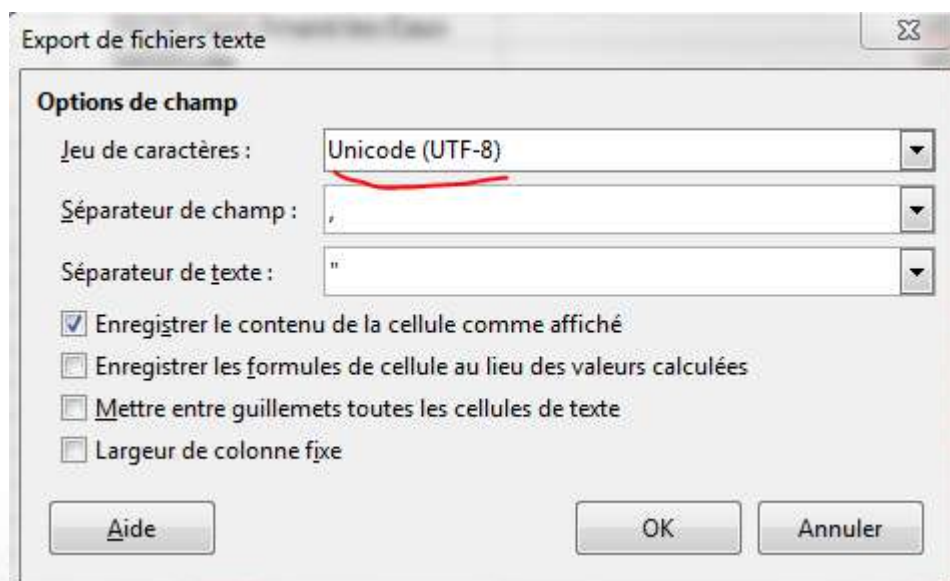 Export de fichiers texte
Options de champ
Jeu de caractères : Unicode (UTF-8)
Séparateur de champ : ,
Séparateur de texte : "
Enregistrer le contenu de la cellule comme affiché
Enregistrer les formules de cellule au lieu des valeurs calculées
Mettre entre guillemets toutes les cellules de texte
Largeur de colonne fixe
Aide OK Annuler